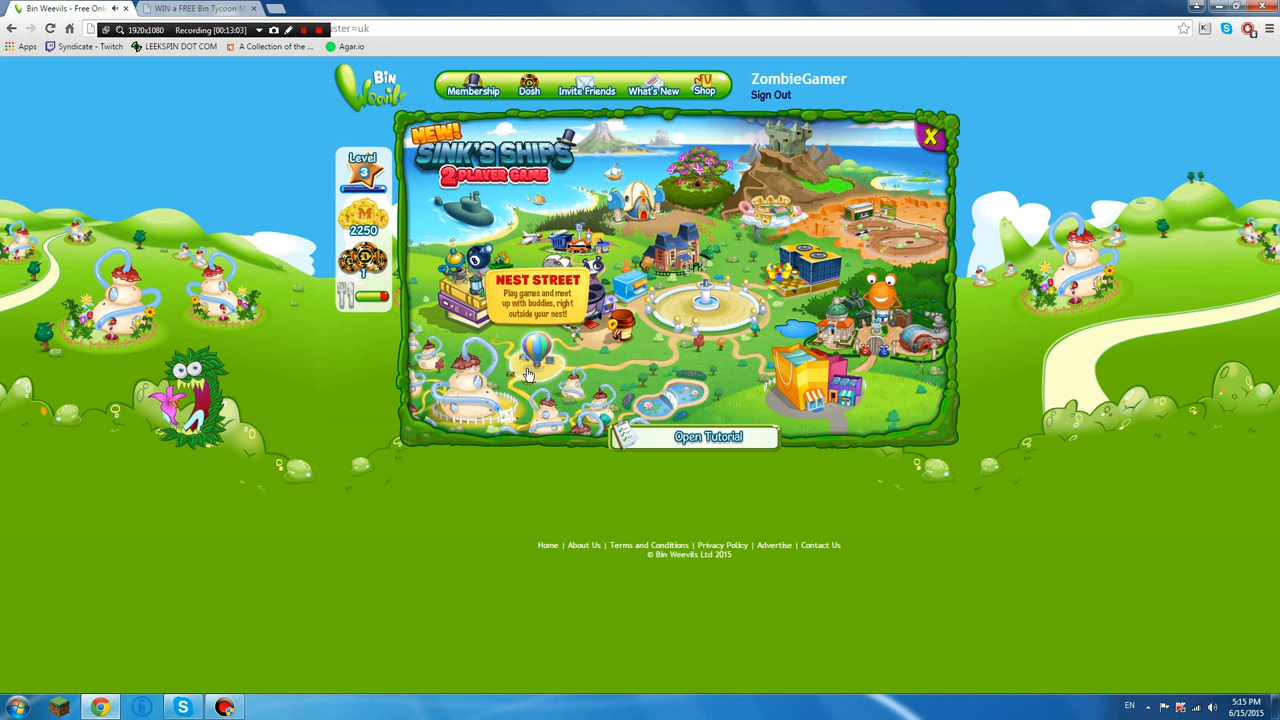 Bin Weevils - Free Onli
WIN a FREE Bin Tycoon M
1920x1080
Recording [00:13:03]
ster=uk
Apps
Syndicate - Twitch
LEEKSPIN DOT COM
A Collection of the ...
Agar.io
Bin
Weevils
Membership
Dosh
Invite Friends
What's New
Shop
ZombieGamer
Sign Out
Level
3
M
2250
D
1
NEW!
SINK'S SHIPS
2 PLAYER GAME
X
NEST STREET
Play games and meet
up with buddies, right
outside your nest!
Open Tutorial
Home | About Us | Terms and Conditions | Privacy Policy | Advertise | Contact Us
© Bin Weevils Ltd 2015
EN
5:15 PM
6/15/2015